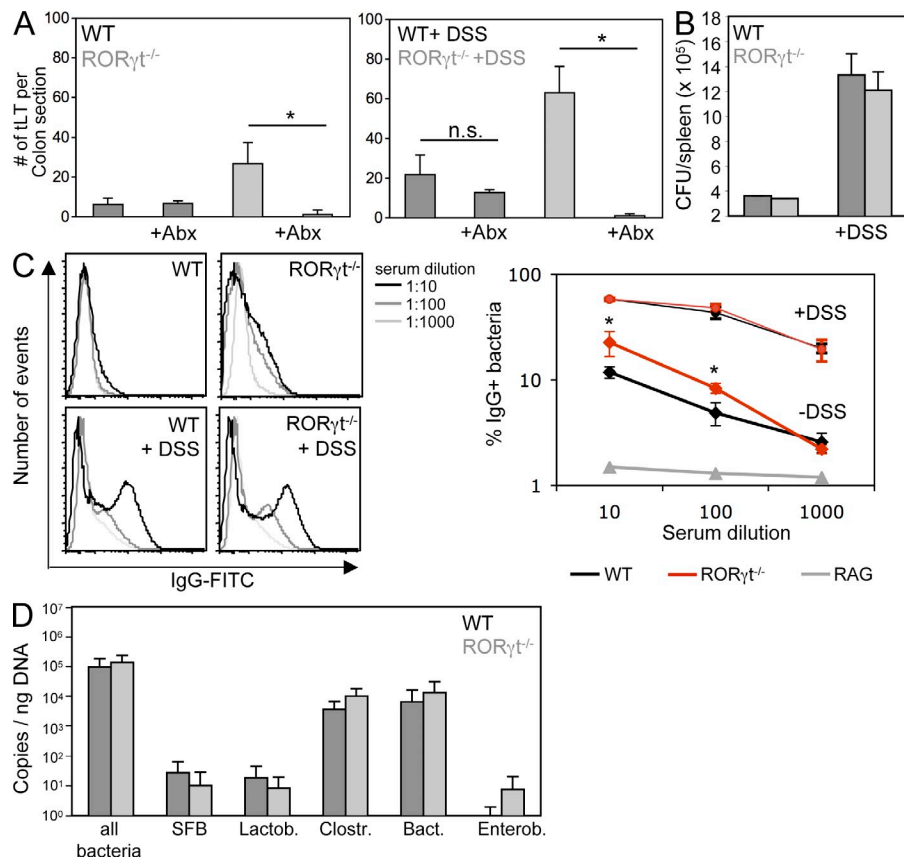 A
WT
RORγt-/-
# of tLT per
Colon section
100
80
60
40
20
0
*
+Abx
+Abx
WT+ DSS
RORγt-/- +DSS
80
60
40
20
0
n.s.
*
+Abx
+Abx
B
WT
RORγt-/-
CFU/spleen (x 10⁵)
16
14
12
10
8
6
4
2
+DSS
C
WT
RORγt-/-
WT
+ DSS
RORγt-/-
+ DSS
Number of events
IgG-FITC
serum dilution
1:10
1:100
1:1000
% IgG+ bacteria
100
10
1
*
*
+DSS
-DSS
10
100
1000
Serum dilution
WT
RORγt-/-
RAG
D
WT
RORγt-/-
Copies / ng DNA
10⁷
10⁶
10⁵
10⁴
10³
10²
10¹
10⁰
all
bacteria
SFB
Lactob.
Clostr.
Bact.
Enterob.